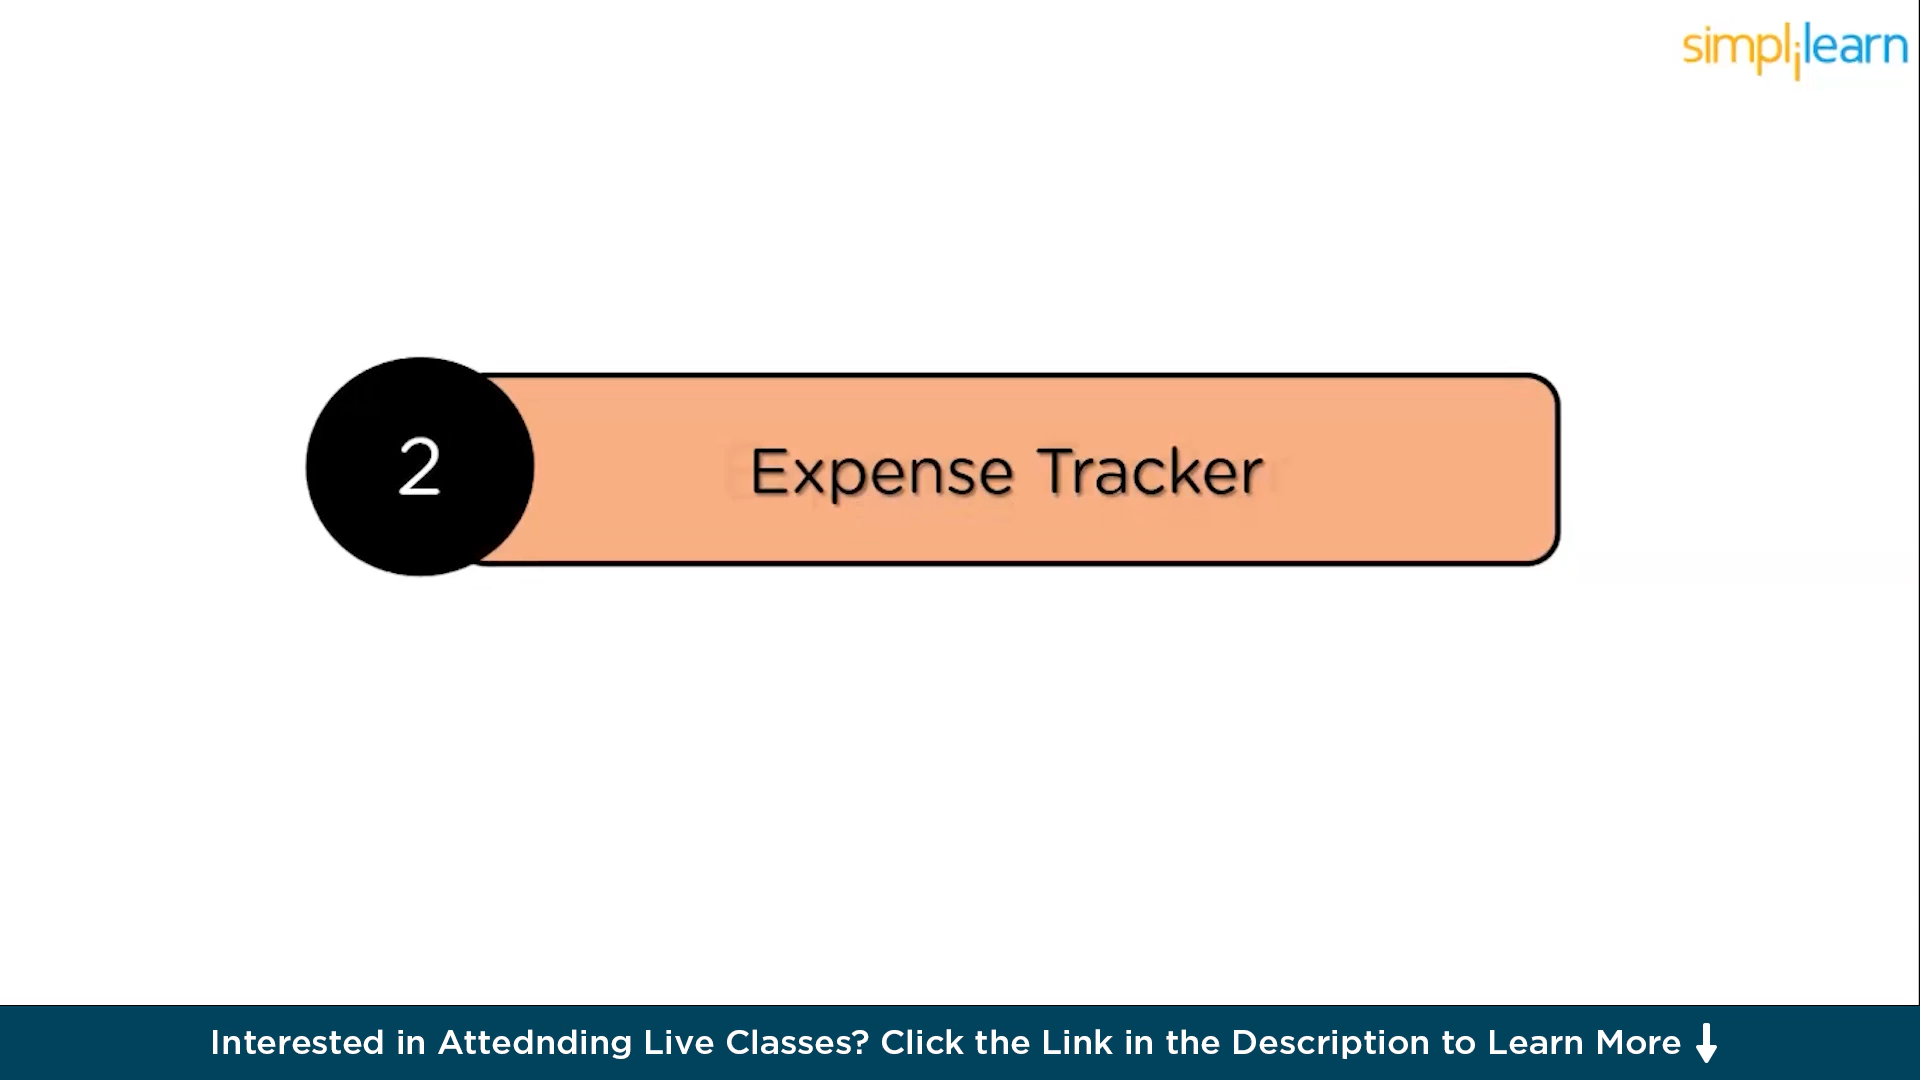 simplilearn
2
Expense Tracker
Interested in Attednding Live Classes? Click the Link in the Description to Learn More